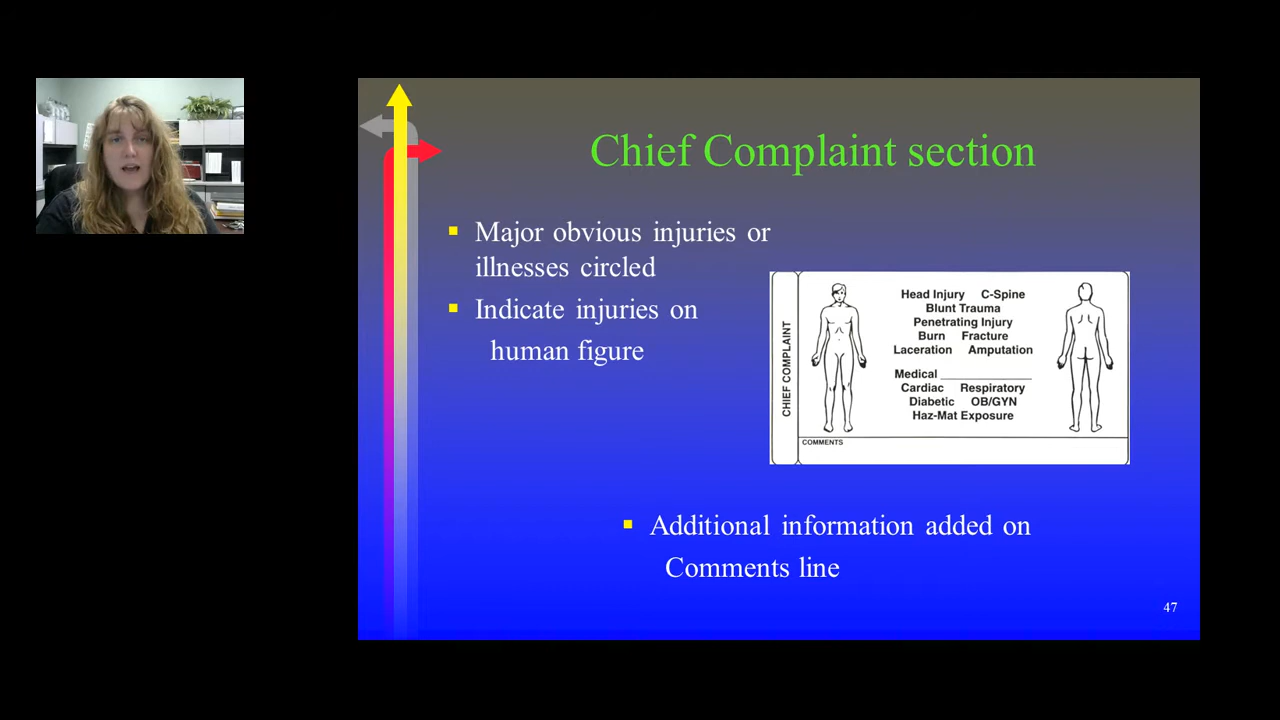 Chief Complaint section
Major obvious injuries or
illnesses circled
Indicate injuries on
human figure
CHIEF COMPLAINT
Head Injury C-Spine
Blunt Trauma
Penetrating Injury
Burn Fracture
Laceration Amputation
Medical ________________
Cardiac Respiratory
Diabetic OB/GYN
Haz-Mat Exposure
COMMENTS
Additional information added on
Comments line
47